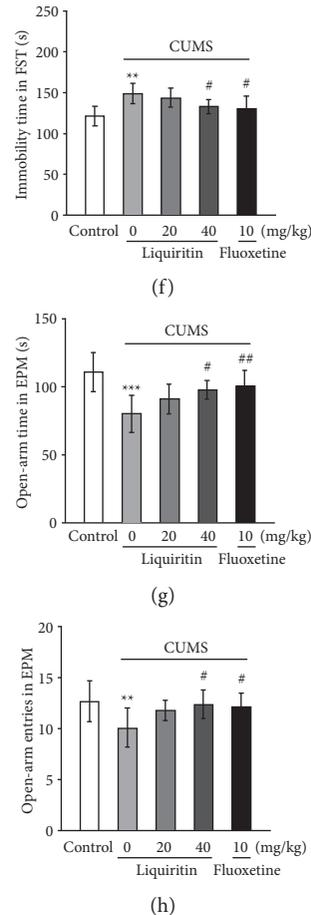 250
CUMS
200
**
#
#
150
100
50
0
Immobility time in FST (s)
Control 0 20 40 10 (mg/kg)
Liquiritin Fluoxetine
(f)
150
CUMS
***
#
##
100
50
0
Open-arm time in EPM (s)
Control 0 20 40 10 (mg/kg)
Liquiritin Fluoxetine
(g)
20
CUMS
**
#
#
15
10
5
0
Open-arm entries in EPM
Control 0 20 40 10 (mg/kg)
Liquiritin Fluoxetine
(h)